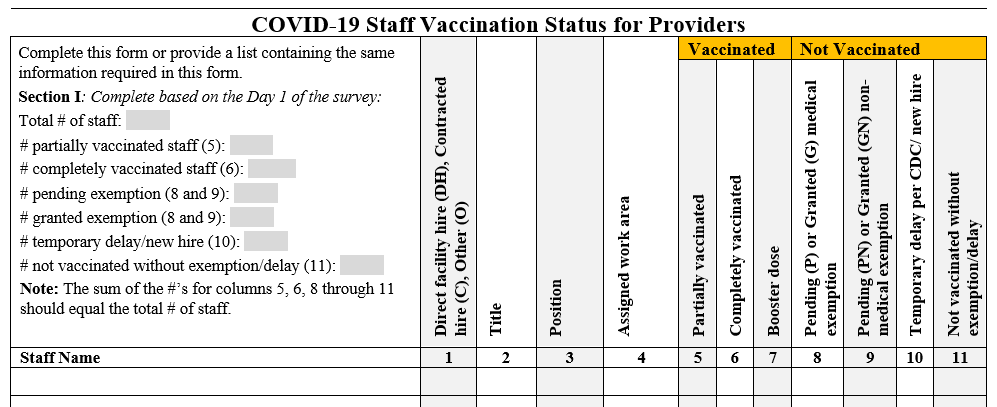 COVID-19 Staff Vaccination Status for Providers
Complete this form or provide a list containing the same
information required in this form.
Section I: Complete based on the Day 1 of the survey:
Total # of staff:
# partially vaccinated staff (5):
# completely vaccinated staff (6):
# pending exemption (8 and 9):
# granted exemption (8 and 9):
# temporary delay/new hire (10):
# not vaccinated without exemption/delay (11):
Note: The sum of the #'s for columns 5, 6, 8 through 11
should equal the total # of staff.
Direct facility hire (DH), Contracted
hire (C), Other (O)
Title
Position
Assigned work area
Vaccinated
Not Vaccinated
Partially vaccinated
Completely vaccinated
Booster dose
Pending (P) or Granted (G) medical
exemption
Pending (PN) or Granted (GN) non-
medical exemption
Temporary delay per CDC/ new hire
Not vaccinated without
exemption/delay
Staff Name 1 2 3 4 5 6 7 8 9 10 11